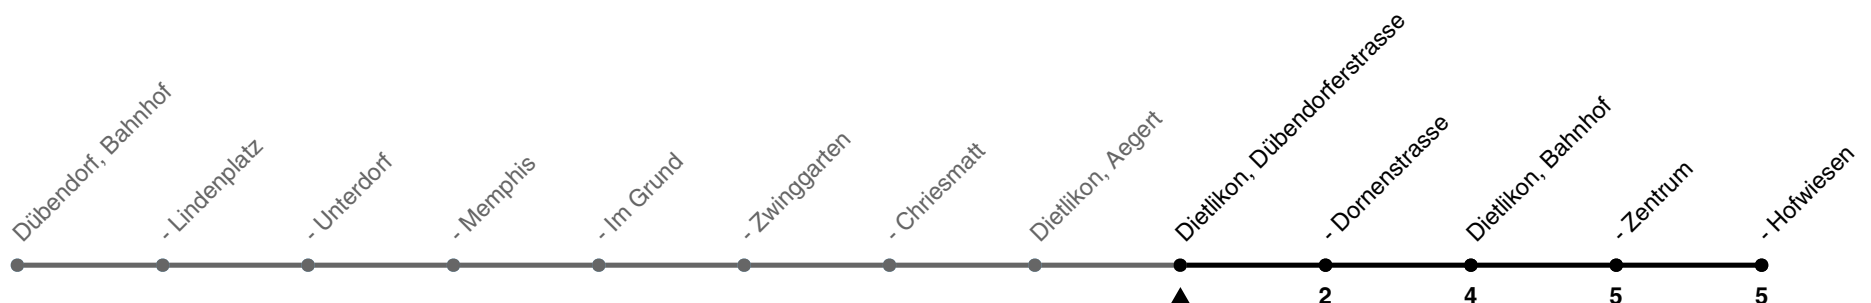 Dübendorf, Bahnhof
- Lindenplatz
- Unterdorf
- Memphis
- Im Grund
- Zwinggarten
- Chriesmatt
Dietlikon, Aegert
Dietlikon, Dübendorferstrasse
- Dornenstrasse
Dietlikon, Bahnhof
- Zentrum
- Hofwiesen
2 4 5 5